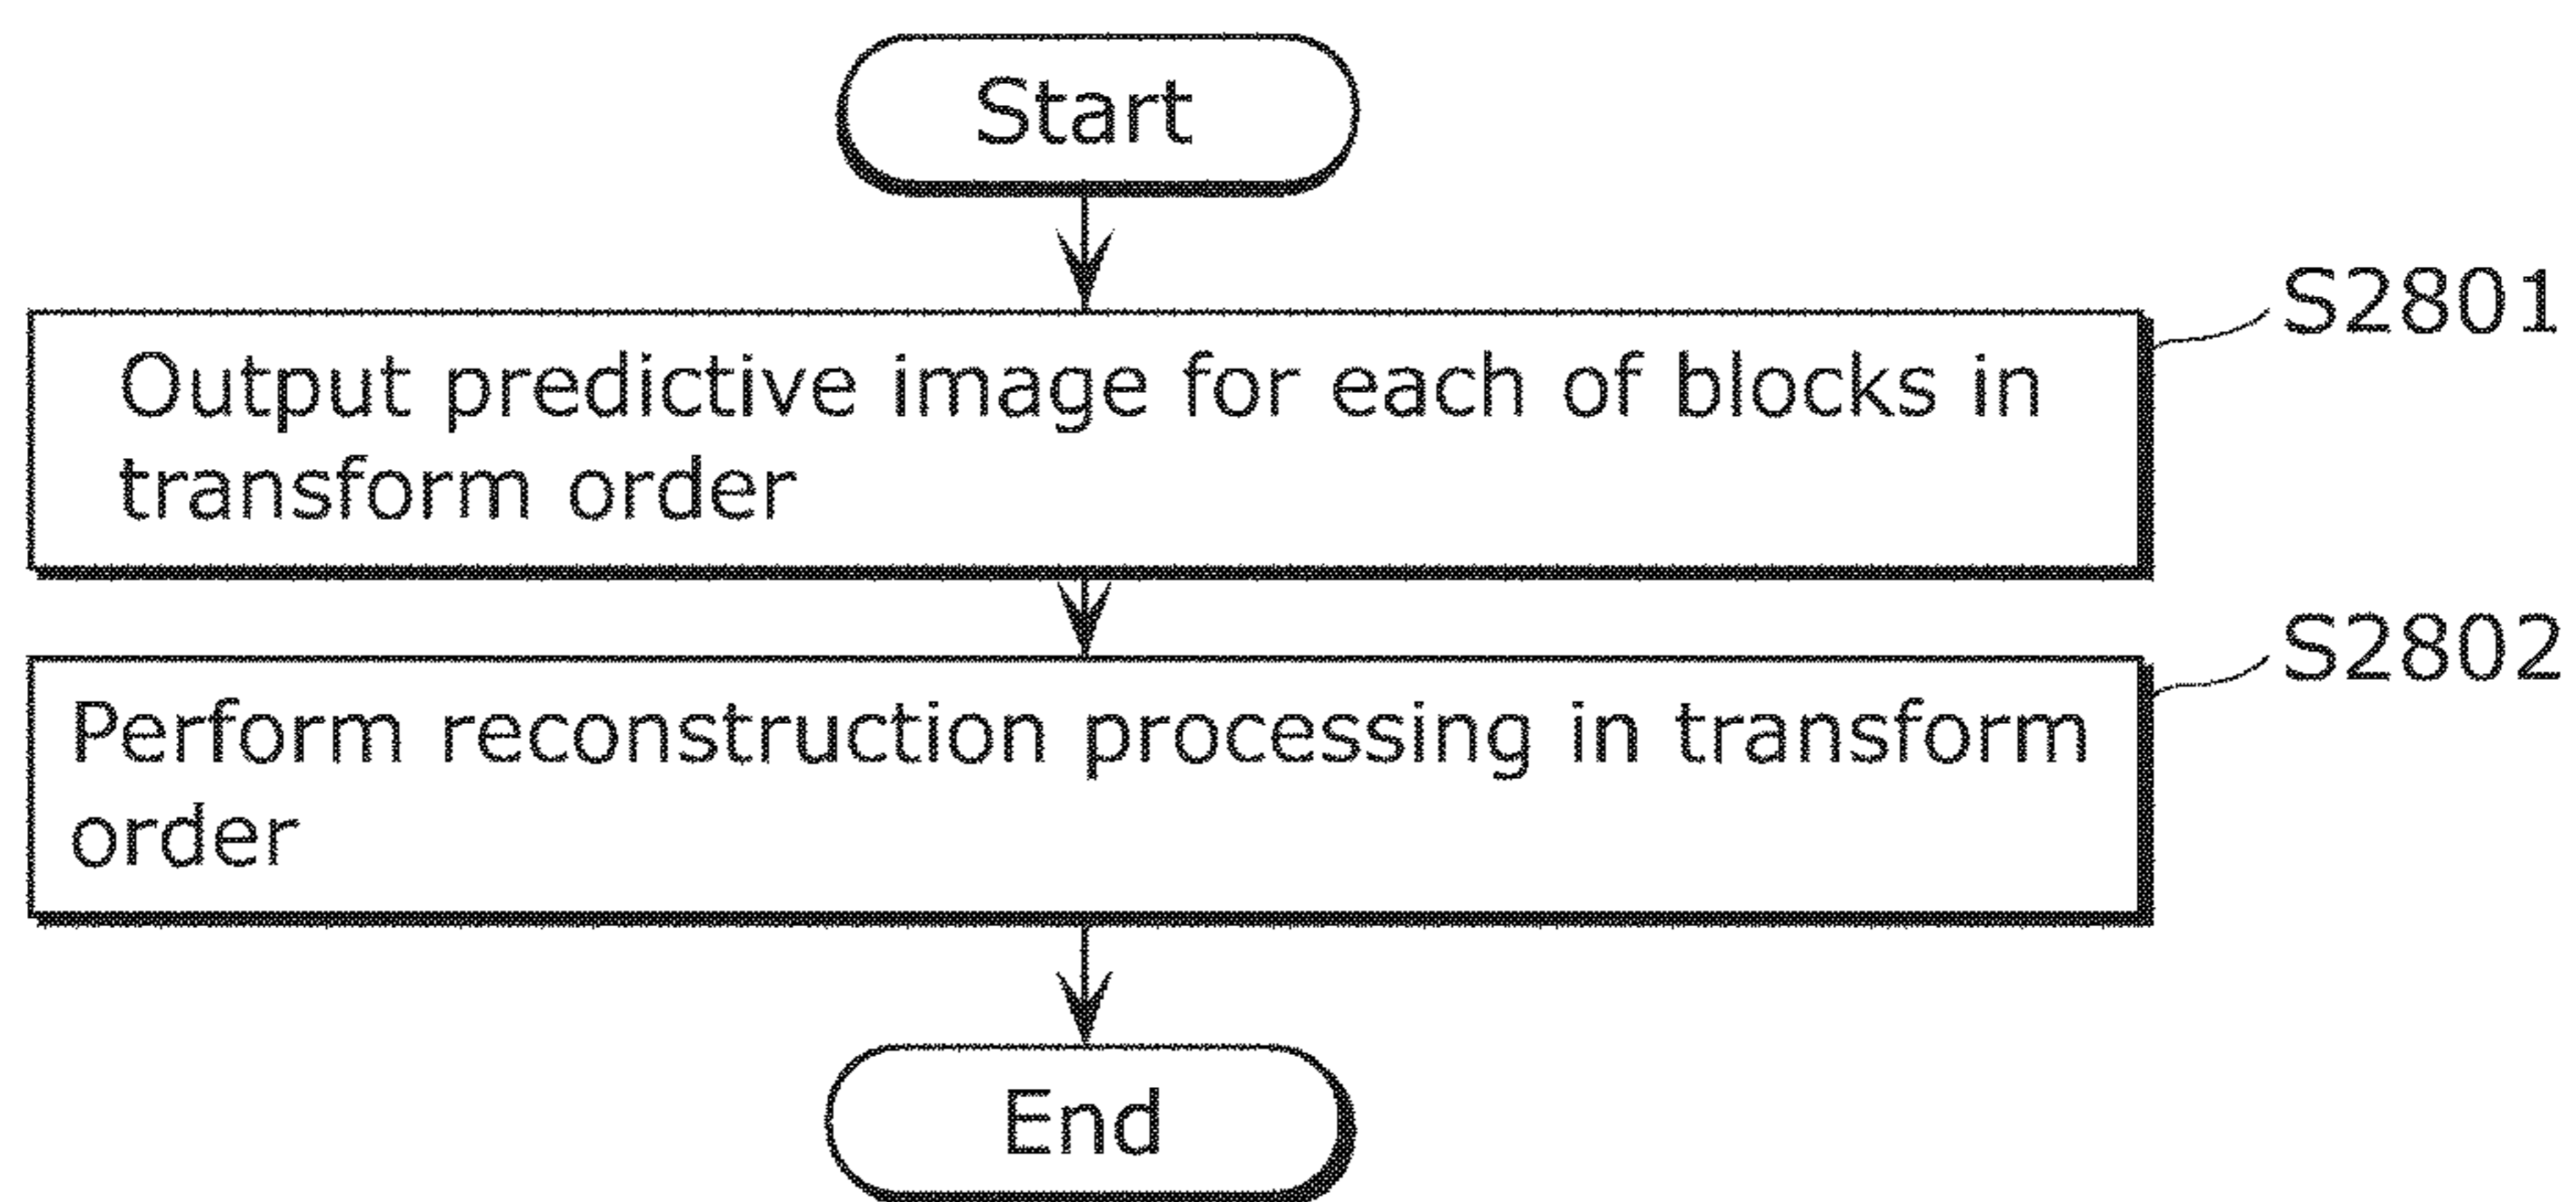 Start
S2801
Output predictive image for each of blocks in
transform order
S2802
Perform reconstruction processing in transform
order
End